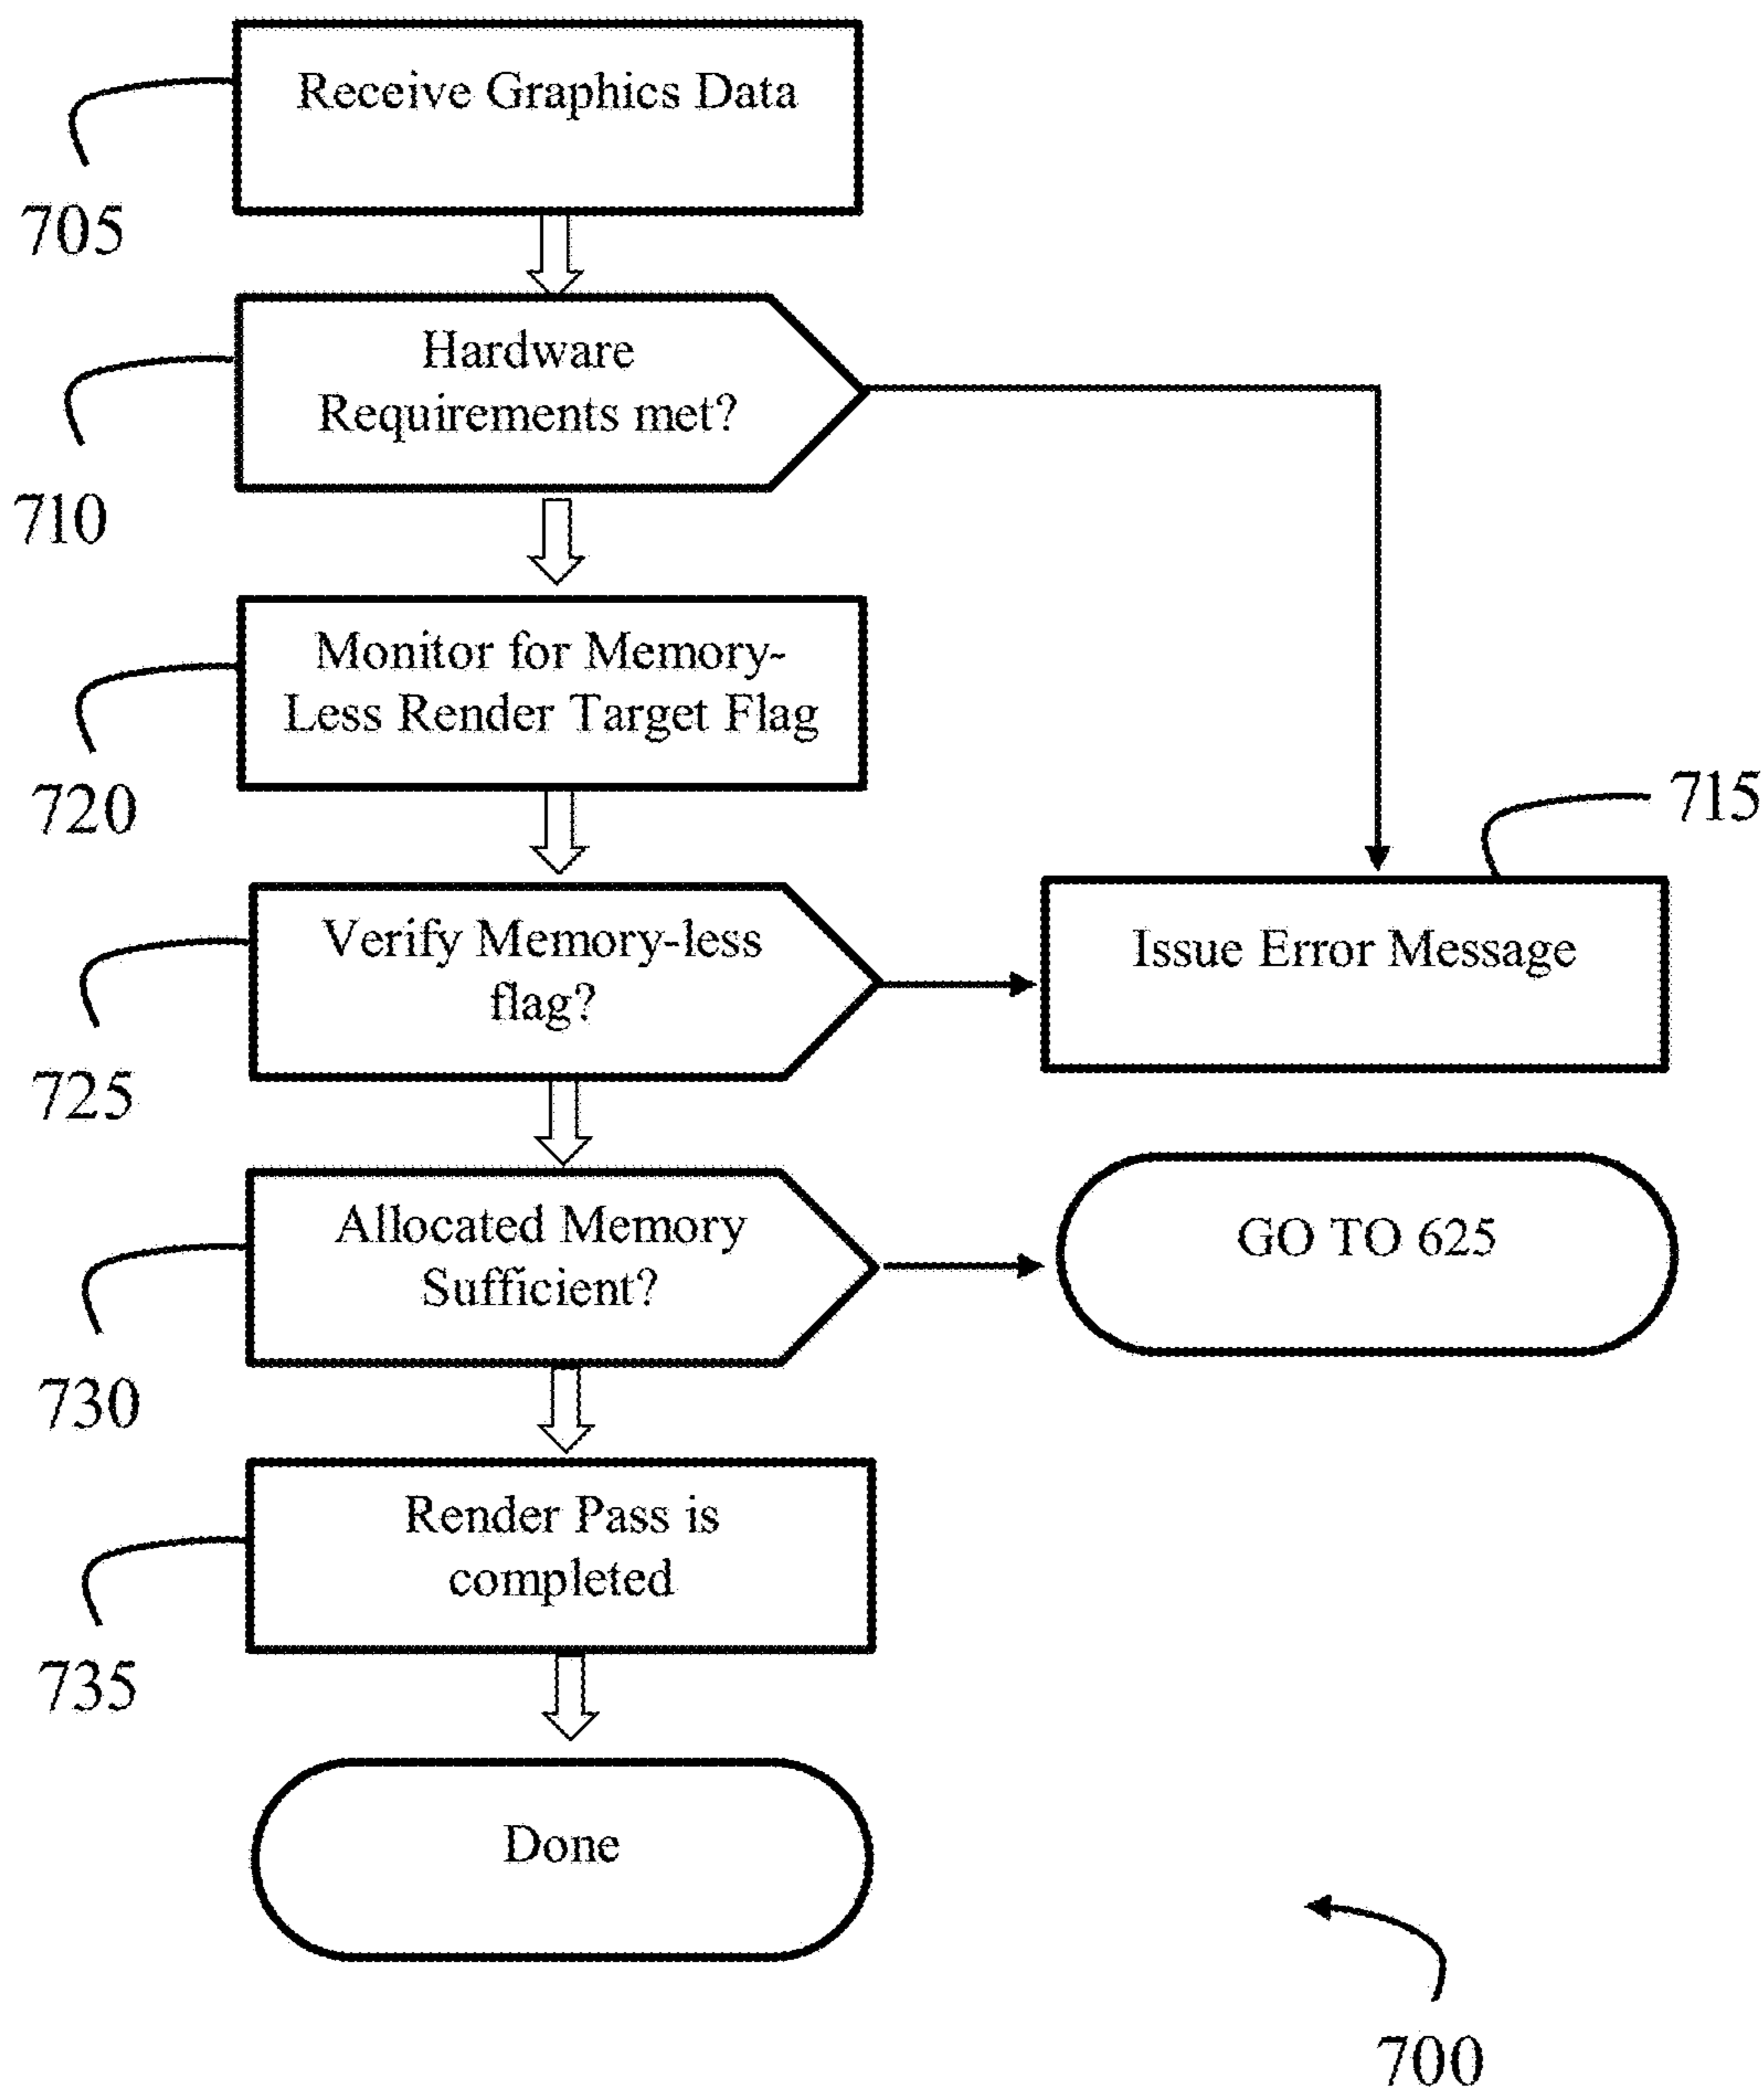 Receive Graphics Data
705
Hardware
Requirements met?
710
Monitor for Memory-
Less Render Target Flag
720
715
Verify Memory-less
flag?
725
Issue Error Message
Allocated Memory
Sufficient?
730
GO TO 625
Render Pass is
completed
735
Done
700